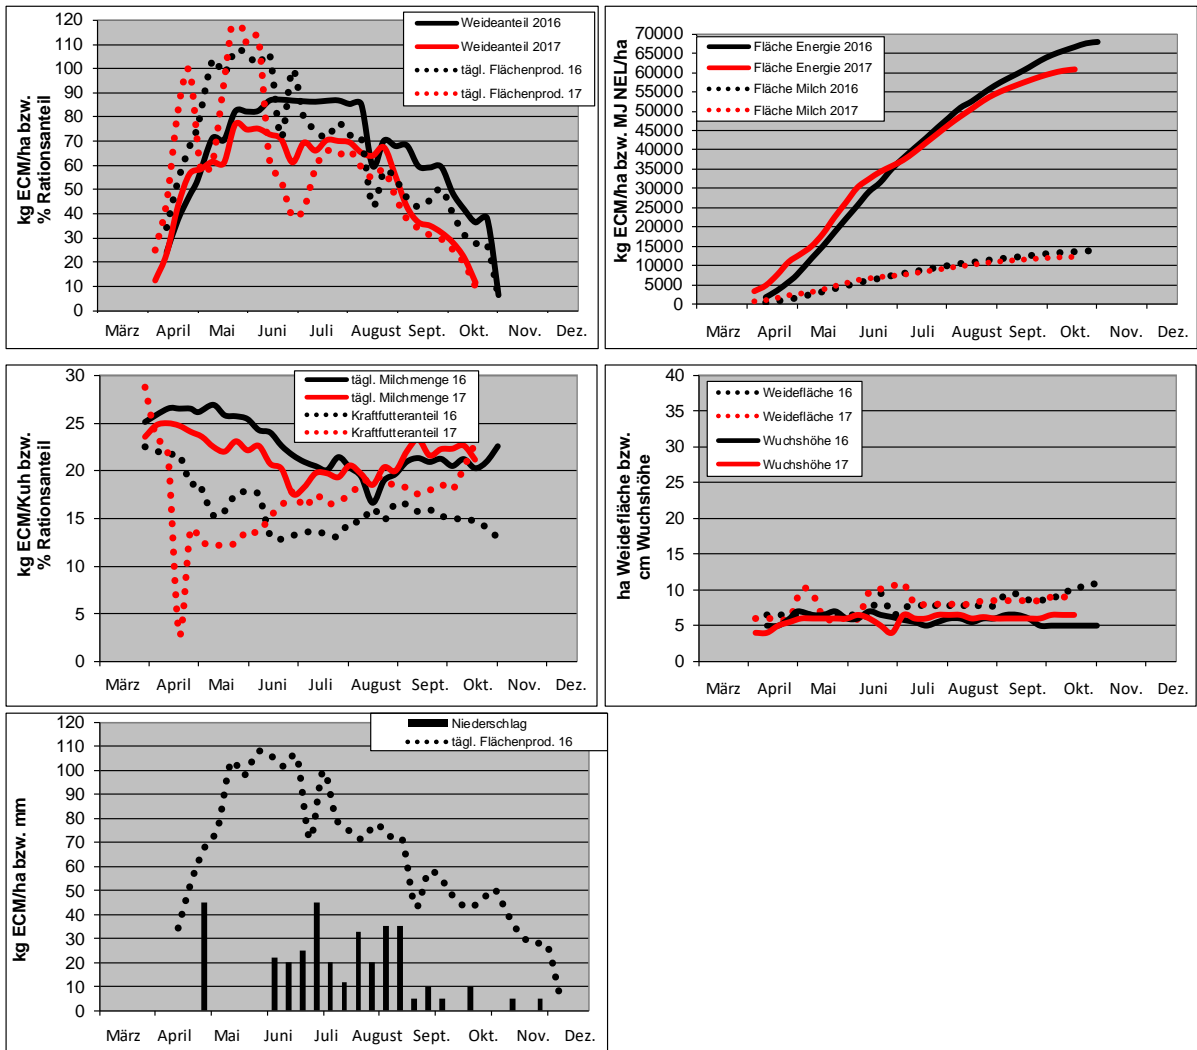 kg ECM/ha bzw.
% Rationsanteil
120
110
100
90
80
70
60
50
40
30
20
10
0
Weideanteil 2016
Weideanteil 2017
tägl. Flächenprod. 16
tägl. Flächenprod. 17
März April Mai Juni Juli August Sept. Okt. Nov. Dez.
kg ECM/ha bzw. MJ NEL/ha
70000
65000
60000
55000
50000
45000
40000
35000
30000
25000
20000
15000
10000
5000
0
Fläche Energie 2016
Fläche Energie 2017
Fläche Milch 2016
Fläche Milch 2017
März April Mai Juni Juli August Sept. Okt. Nov. Dez.
kg ECM/Kuh bzw.
% Rationsanteil
30
25
20
15
10
5
0
tägl. Milchmenge 16
tägl. Milchmenge 17
Kraftfutteranteil 16
Kraftfutteranteil 17
März April Mai Juni Juli August Sept. Okt. Nov. Dez.
ha Weidefläche bzw.
cm Wuchshöhe
40
35
30
25
20
15
10
5
0
Weidefläche 16
Weidefläche 17
Wuchshöhe 16
Wuchshöhe 17
März April Mai Juni Juli August Sept. Okt. Nov. Dez.
kg ECM/ha bzw. mm
120
110
100
90
80
70
60
50
40
30
20
10
0
Niederschlag
tägl. Flächenprod. 16
März April Mai Juni Juli August Sept. Okt. Nov. Dez.